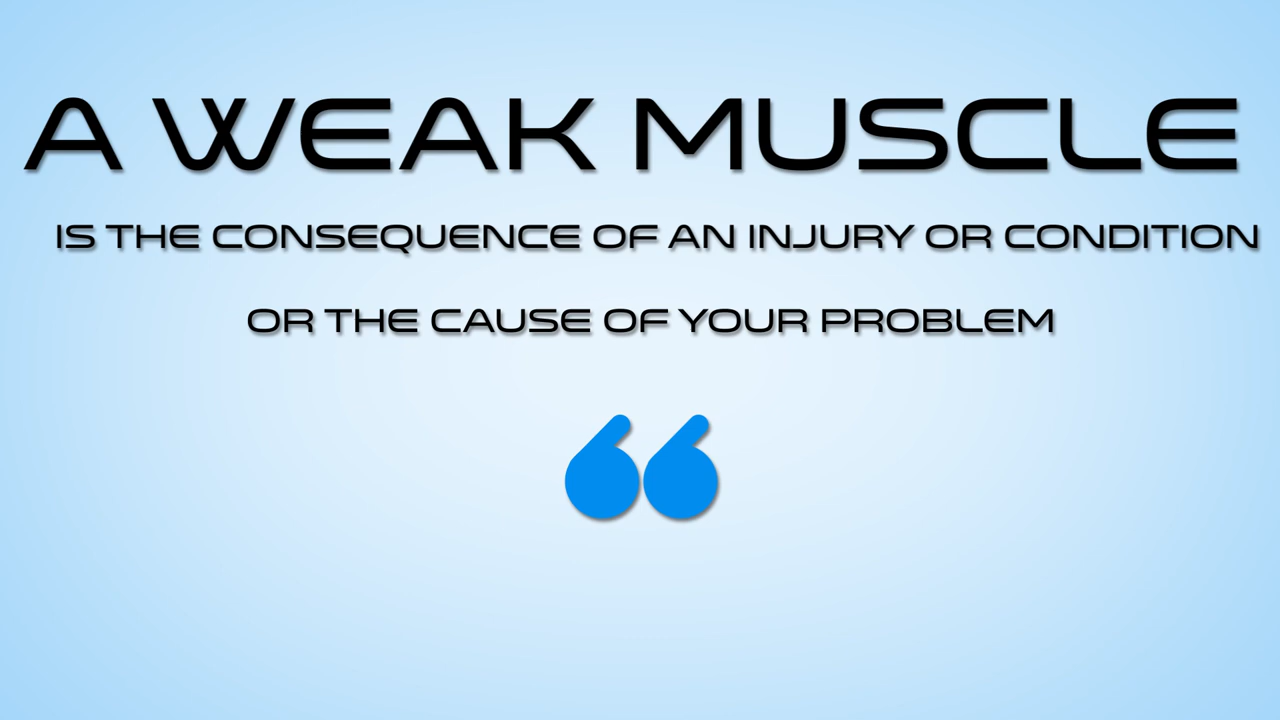 A WEAK MUSCLE
IS THE CONSEQUENCE OF AN INJURY OR CONDITION
OR THE CAUSE OF YOUR PROBLEM
“